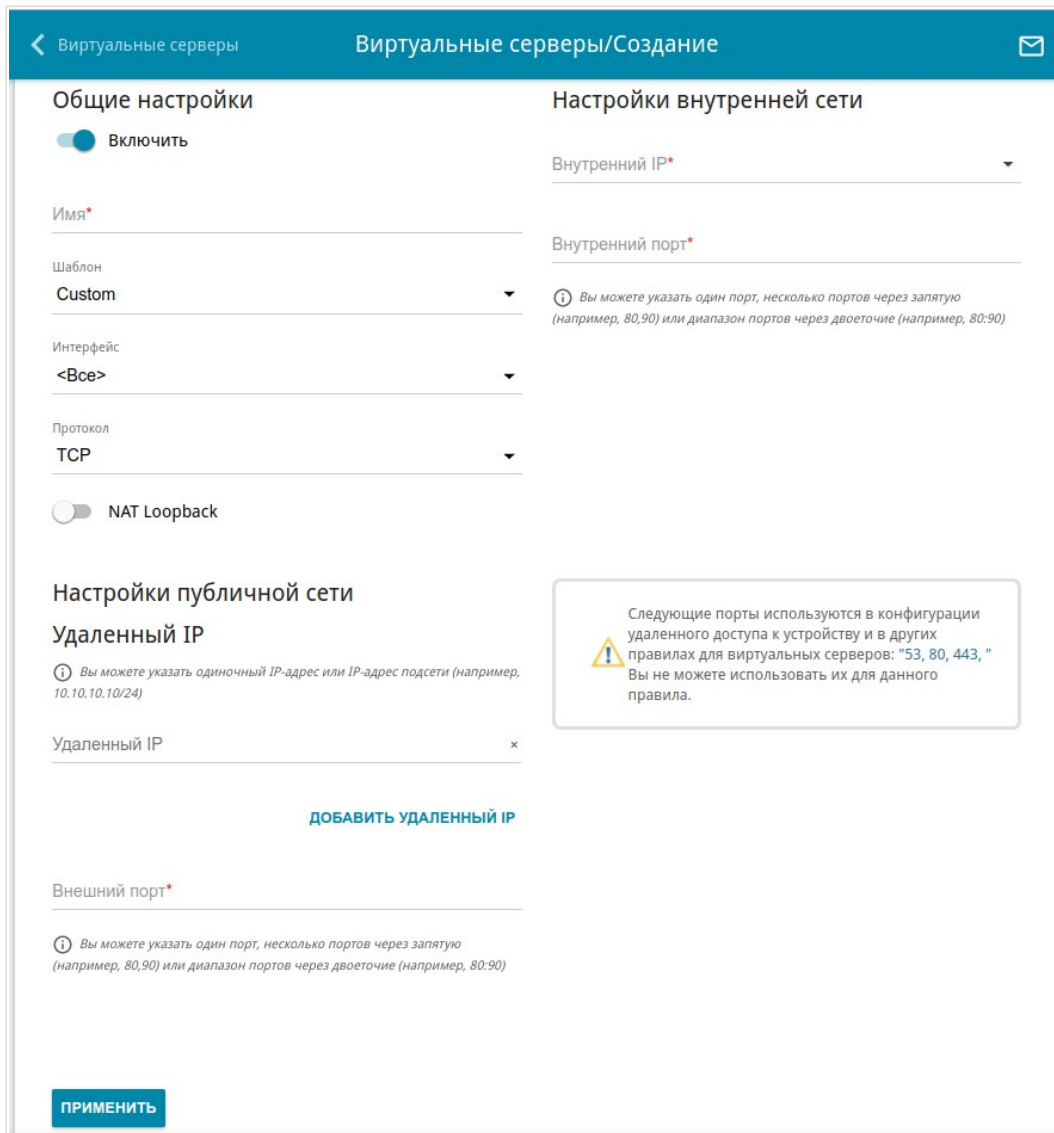 Виртуальные серверы
Виртуальные серверы/Создание
Общие настройки
Включить
Имя*
Шаблон
Custom
Интерфейс
<Все>
Протокол
TCP
NAT Loopback
Настройки внутренней сети
Внутренний IP*
Внутренний порт*
Вы можете указать один порт, несколько портов через запятую
(например, 80,90) или диапазон портов через двоеточие (например, 80:90)
Настройки публичной сети
Удаленный IP
Вы можете указать одиночный IP-адрес или IP-адрес подсети (например,
10.10.10.10/24)
Удаленный IP ×
ДОБАВИТЬ УДАЛЕННЫЙ IP
Внешний порт*
Вы можете указать один порт, несколько портов через запятую
(например, 80,90) или диапазон портов через двоеточие (например, 80:90)
Следующие порты используются в конфигурации
удаленного доступа к устройству и в других
правилах для виртуальных серверов: "53, 80, 443, "
Вы не можете использовать их для данного
правила.
ПРИМЕНИТЬ